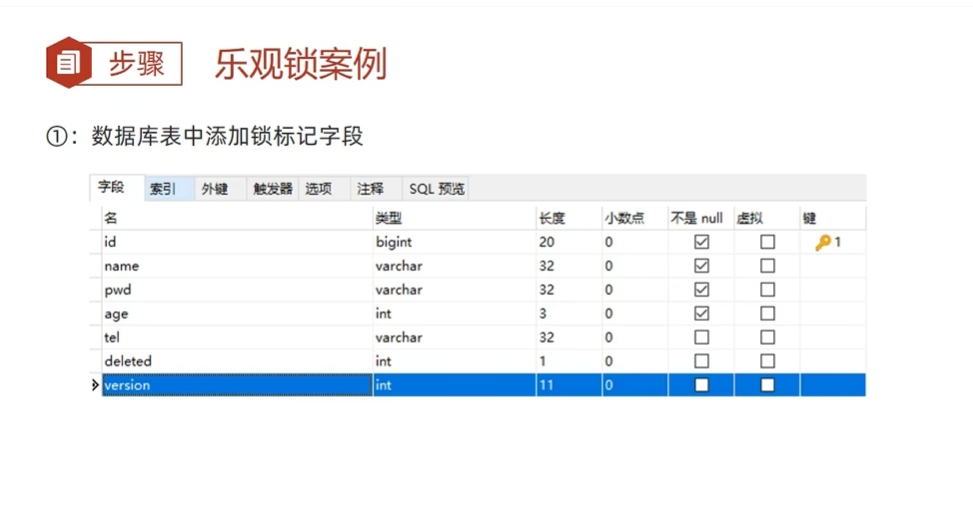 步骤 乐观锁案例
①：数据库表中添加锁标记字段
字段 索引 外键 触发器 选项 注释 SQL 预览
名 类型 长度 小数点 不是 null 虚拟 键
id bigint 20 0 1
name varchar 32 0
pwd varchar 32 0
age int 3 0
tel varchar 32 0
deleted int 1 0
version int 11 0